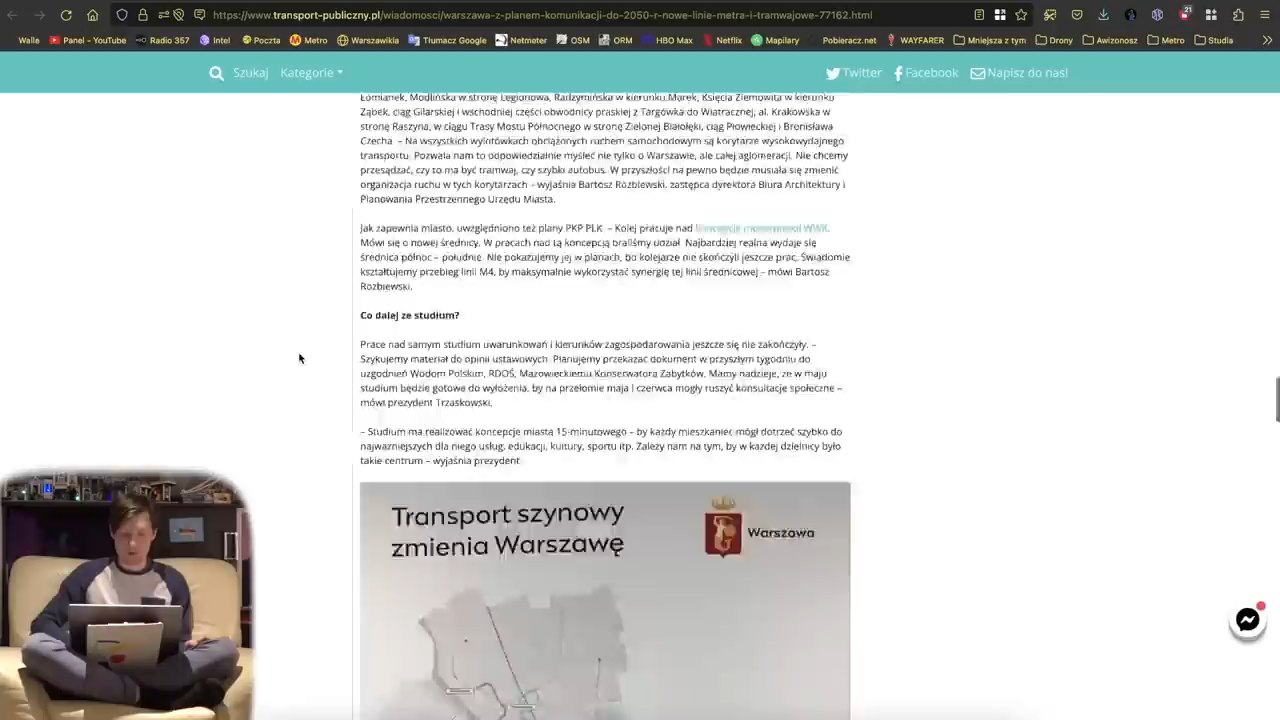 https://www.transport-publiczny.pl/wiadomosci/warszawa-z-planem-komunikacji-do-2050-r-nowe-linie-metra-i-tramwajowe-77162.html
21
Walle Panel - YouTube Radio 357 Intel Poczta Metro Warszawikia Tłumacz Google Netmeter OSM ORM HBO Max Netflix Mapilary Pobieracz.net WAYFARER Mniejsza z tym Drony Awizonosz Metro Studia
Szukaj Kategorie Twitter Facebook Napisz do nas!
Łomianek, Modlińska w stronę Legionowa, Radzymińska w kierunku Marek, Księcia Ziemowita w kierunku
Ząbek, ciąg Gilarskiej i wschodniej części obwodnicy praskiej z Targówka do Wiatracznej, al. Krakowska w
stronę Raszyna, w ciągu Trasy Mostu Północnego w stronę Zielonej Białołęki, ciąg Płowieckiej i Bronisława
Czecha – Na wszystkich wylotówkach obciążonych ruchem samochodowym są korytarze wysokowydajnego
transportu. Pozwala nam to odpowiedzialnie myśleć nie tylko o Warszawie, ale całej aglomeracji. Nie chcemy
przesądzać, czy to ma być tramwaj, czy szybki autobus. W przyszłości na pewno będzie musiała się zmienić
organizacja ruchu w tych korytarzach – wyjaśnia Bartosz Rozbiewski, zastępca dyrektora Biura Architektury i
Planowania Przestrzennego Urzędu Miasta.
Jak zapewnia miasto, uwzględniono też plany PKP PLK. – Kolej pracuje nad koncepcją modernizacji WWK.
Mówi się o nowej średnicy. W pracach nad tą koncepcją braliśmy udział. Najbardziej realna wydaje się
średnica północ – południe. Nie pokazujemy jej w planach, bo kolejarze nie skończyli jeszcze prac. Świadomie
kształtujemy przebieg linii M4, by maksymalnie wykorzystać synergię tej linii średnicowej – mówi Bartosz
Rozbiewski.
Co dalej ze studium?
Prace nad samym studium uwarunkowań i kierunków zagospodarowania jeszcze się nie zakończyły. –
Szykujemy materiał do opinii ustawowych. Planujemy przekazać dokument w przyszłym tygodniu do
uzgodnień Wodom Polskim, RDOŚ, Mazowieckiemu Konserwatora Zabytków. Mamy nadzieję, że w maju
studium będzie gotowe do wyłożenia, by na przełomie maja i czerwca mogły ruszyć konsultacje społeczne –
mówi prezydent Trzaskowski.
– Studium ma realizować koncepcję miasta 15-minutowego – by każdy mieszkaniec mógł dotrzeć szybko do
najważniejszych dla niego usług, edukacji, kultury, sportu itp. Zależy nam na tym, by w każdej dzielnicy było
takie centrum – wyjaśnia prezydent.
Transport szynowy
zmienia Warszawę
Warszawa